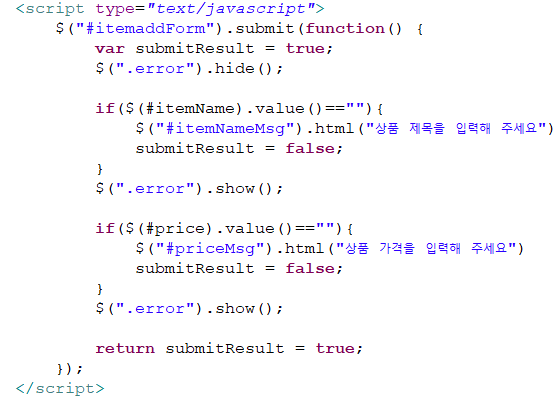 <script type="text/javascript">
$("#itemaddForm").submit(function() {
var submitResult = true;
$(".error").hide();
if($(#itemName).value()==""){
$("#itemNameMsg").html("상품 제목을 입력해 주세요")
submitResult = false;
}
$(".error").show();
if($(#price).value()==""){
$("#priceMsg").html("상품 가격을 입력해 주세요")
submitResult = false;
}
$(".error").show();
return submitResult = true;
});
</script>